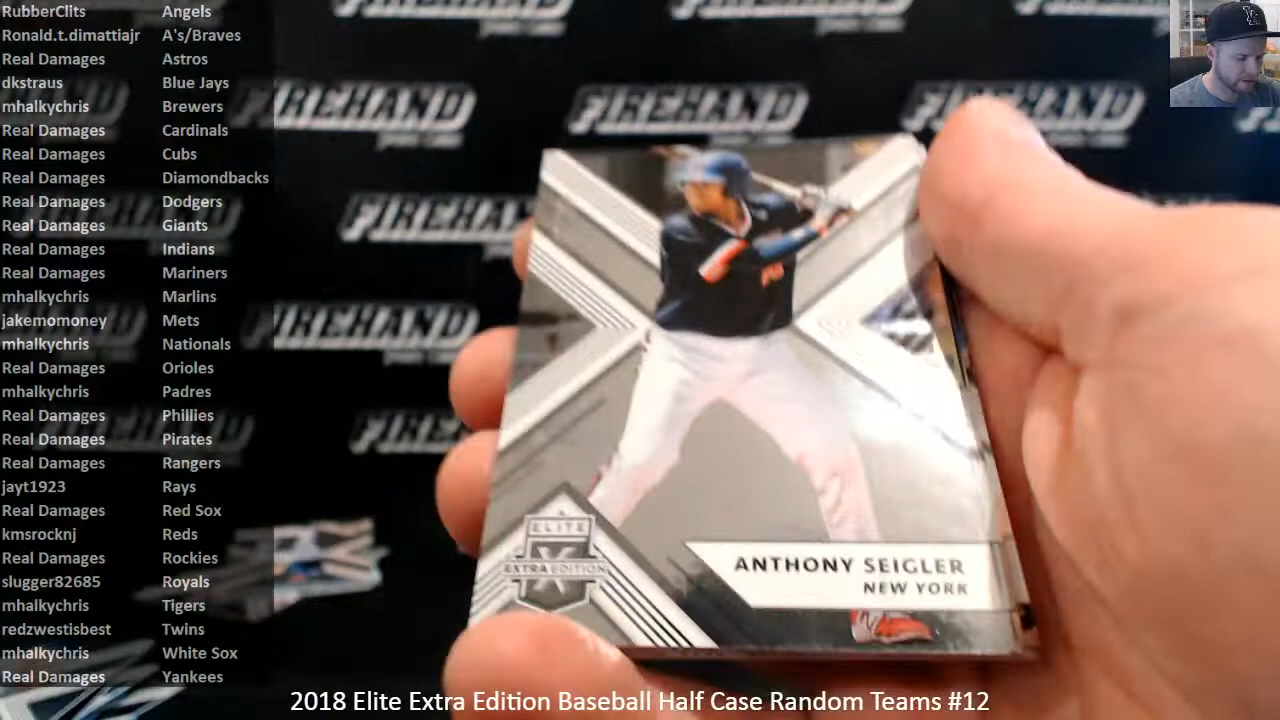 RubberClits Angels
Ronald.t.dimattiajr A's/Braves
Real Damages Astros
dkstraus Blue Jays
mhalkychris Brewers
Real Damages Cardinals
Real Damages Cubs
Real Damages Diamondbacks
Real Damages Dodgers
Real Damages Giants
Real Damages Indians
Real Damages Mariners
mhalkychris Marlins
jakemomoney Mets
mhalkychris Nationals
Real Damages Orioles
mhalkychris Padres
Real Damages Phillies
Real Damages Pirates
Real Damages Rangers
jayt1923 Rays
Real Damages Red Sox
kmsrocknj Reds
Real Damages Rockies
slugger82685 Royals
mhalkychris Tigers
redzwestisbest Twins
mhalkychris White Sox
Real Damages Yankees
FIREHAND FIREHAND FIREHAND
FIREHAND
FIREHAND
FIREHAND
ELITE
X
EXTRA EDITION
ANTHONY SEIGLER
NEW YORK
2018 Elite Extra Edition Baseball Half Case Random Teams #12